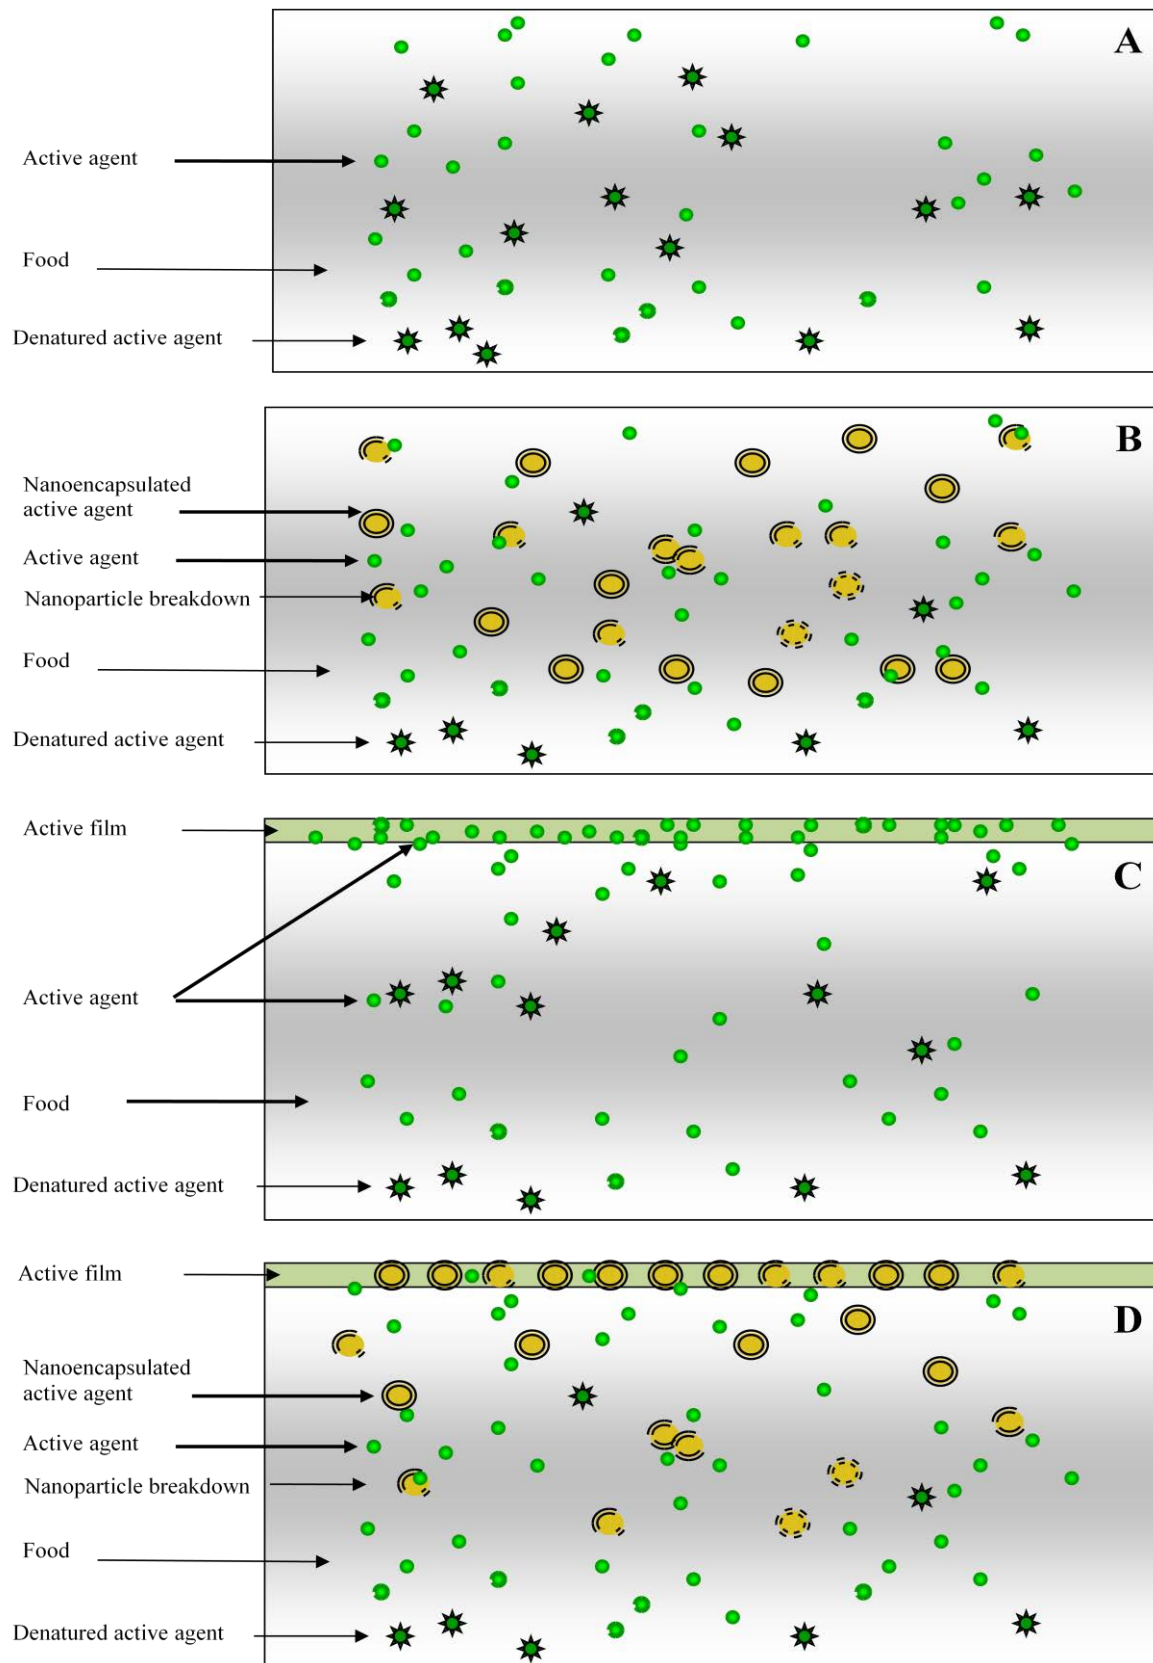 A
Active agent
Food
Denatured active agent
B
Nanoencapsulated
active agent
Active agent
Nanoparticle breakdown
Food
Denatured active agent
Active film
C
Active agent
Food
Denatured active agent
Active film
D
Nanoencapsulated
active agent
Active agent
Nanoparticle breakdown
Food
Denatured active agent